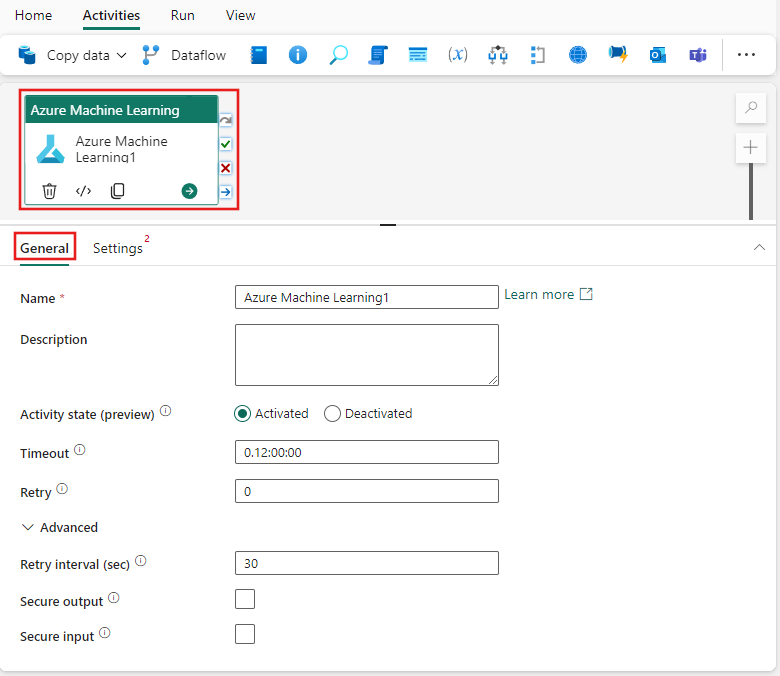 Home Activities Run View
Copy data Dataflow (x)
Azure Machine Learning
Azure Machine
Learning1
General Settings 2
Name * Azure Machine Learning1 Learn more
Description
Activity state (preview) Activated Deactivated
Timeout 0.12:00:00
Retry 0
Advanced
Retry interval (sec) 30
Secure output
Secure input